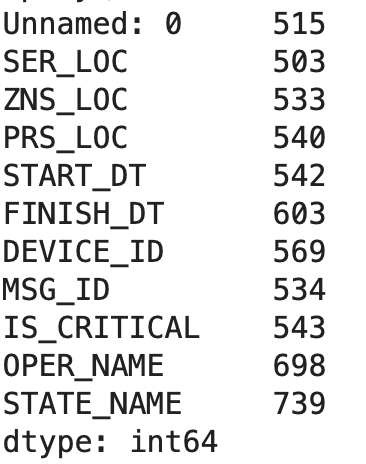 Unnamed: 0 515
SER_LOC 503
ZNS_LOC 533
PRS_LOC 540
START_DT 542
FINISH_DT 603
DEVICE_ID 569
MSG_ID 534
IS_CRITICAL 543
OPER_NAME 698
STATE_NAME 739
dtype: int64